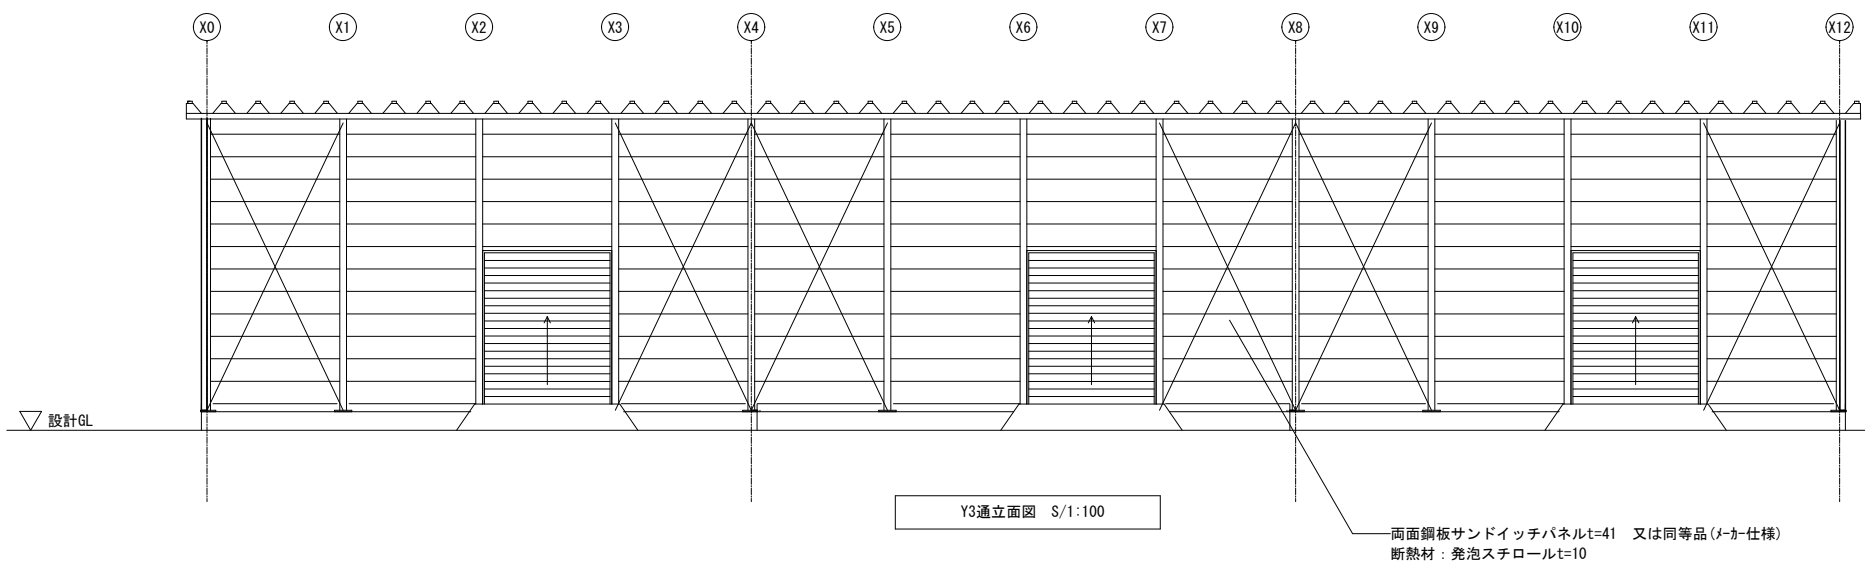 X0 X1 X2 X3 X4 X5 X6 X7 X8 X9 X10 X11 X12
設計GL
Y3通立面図 S/1:100
両面鋼板サンドイッチパネルt=41 又は同等品(ﾒｰｶｰ仕様)
断熱材：発泡スチロールt=10